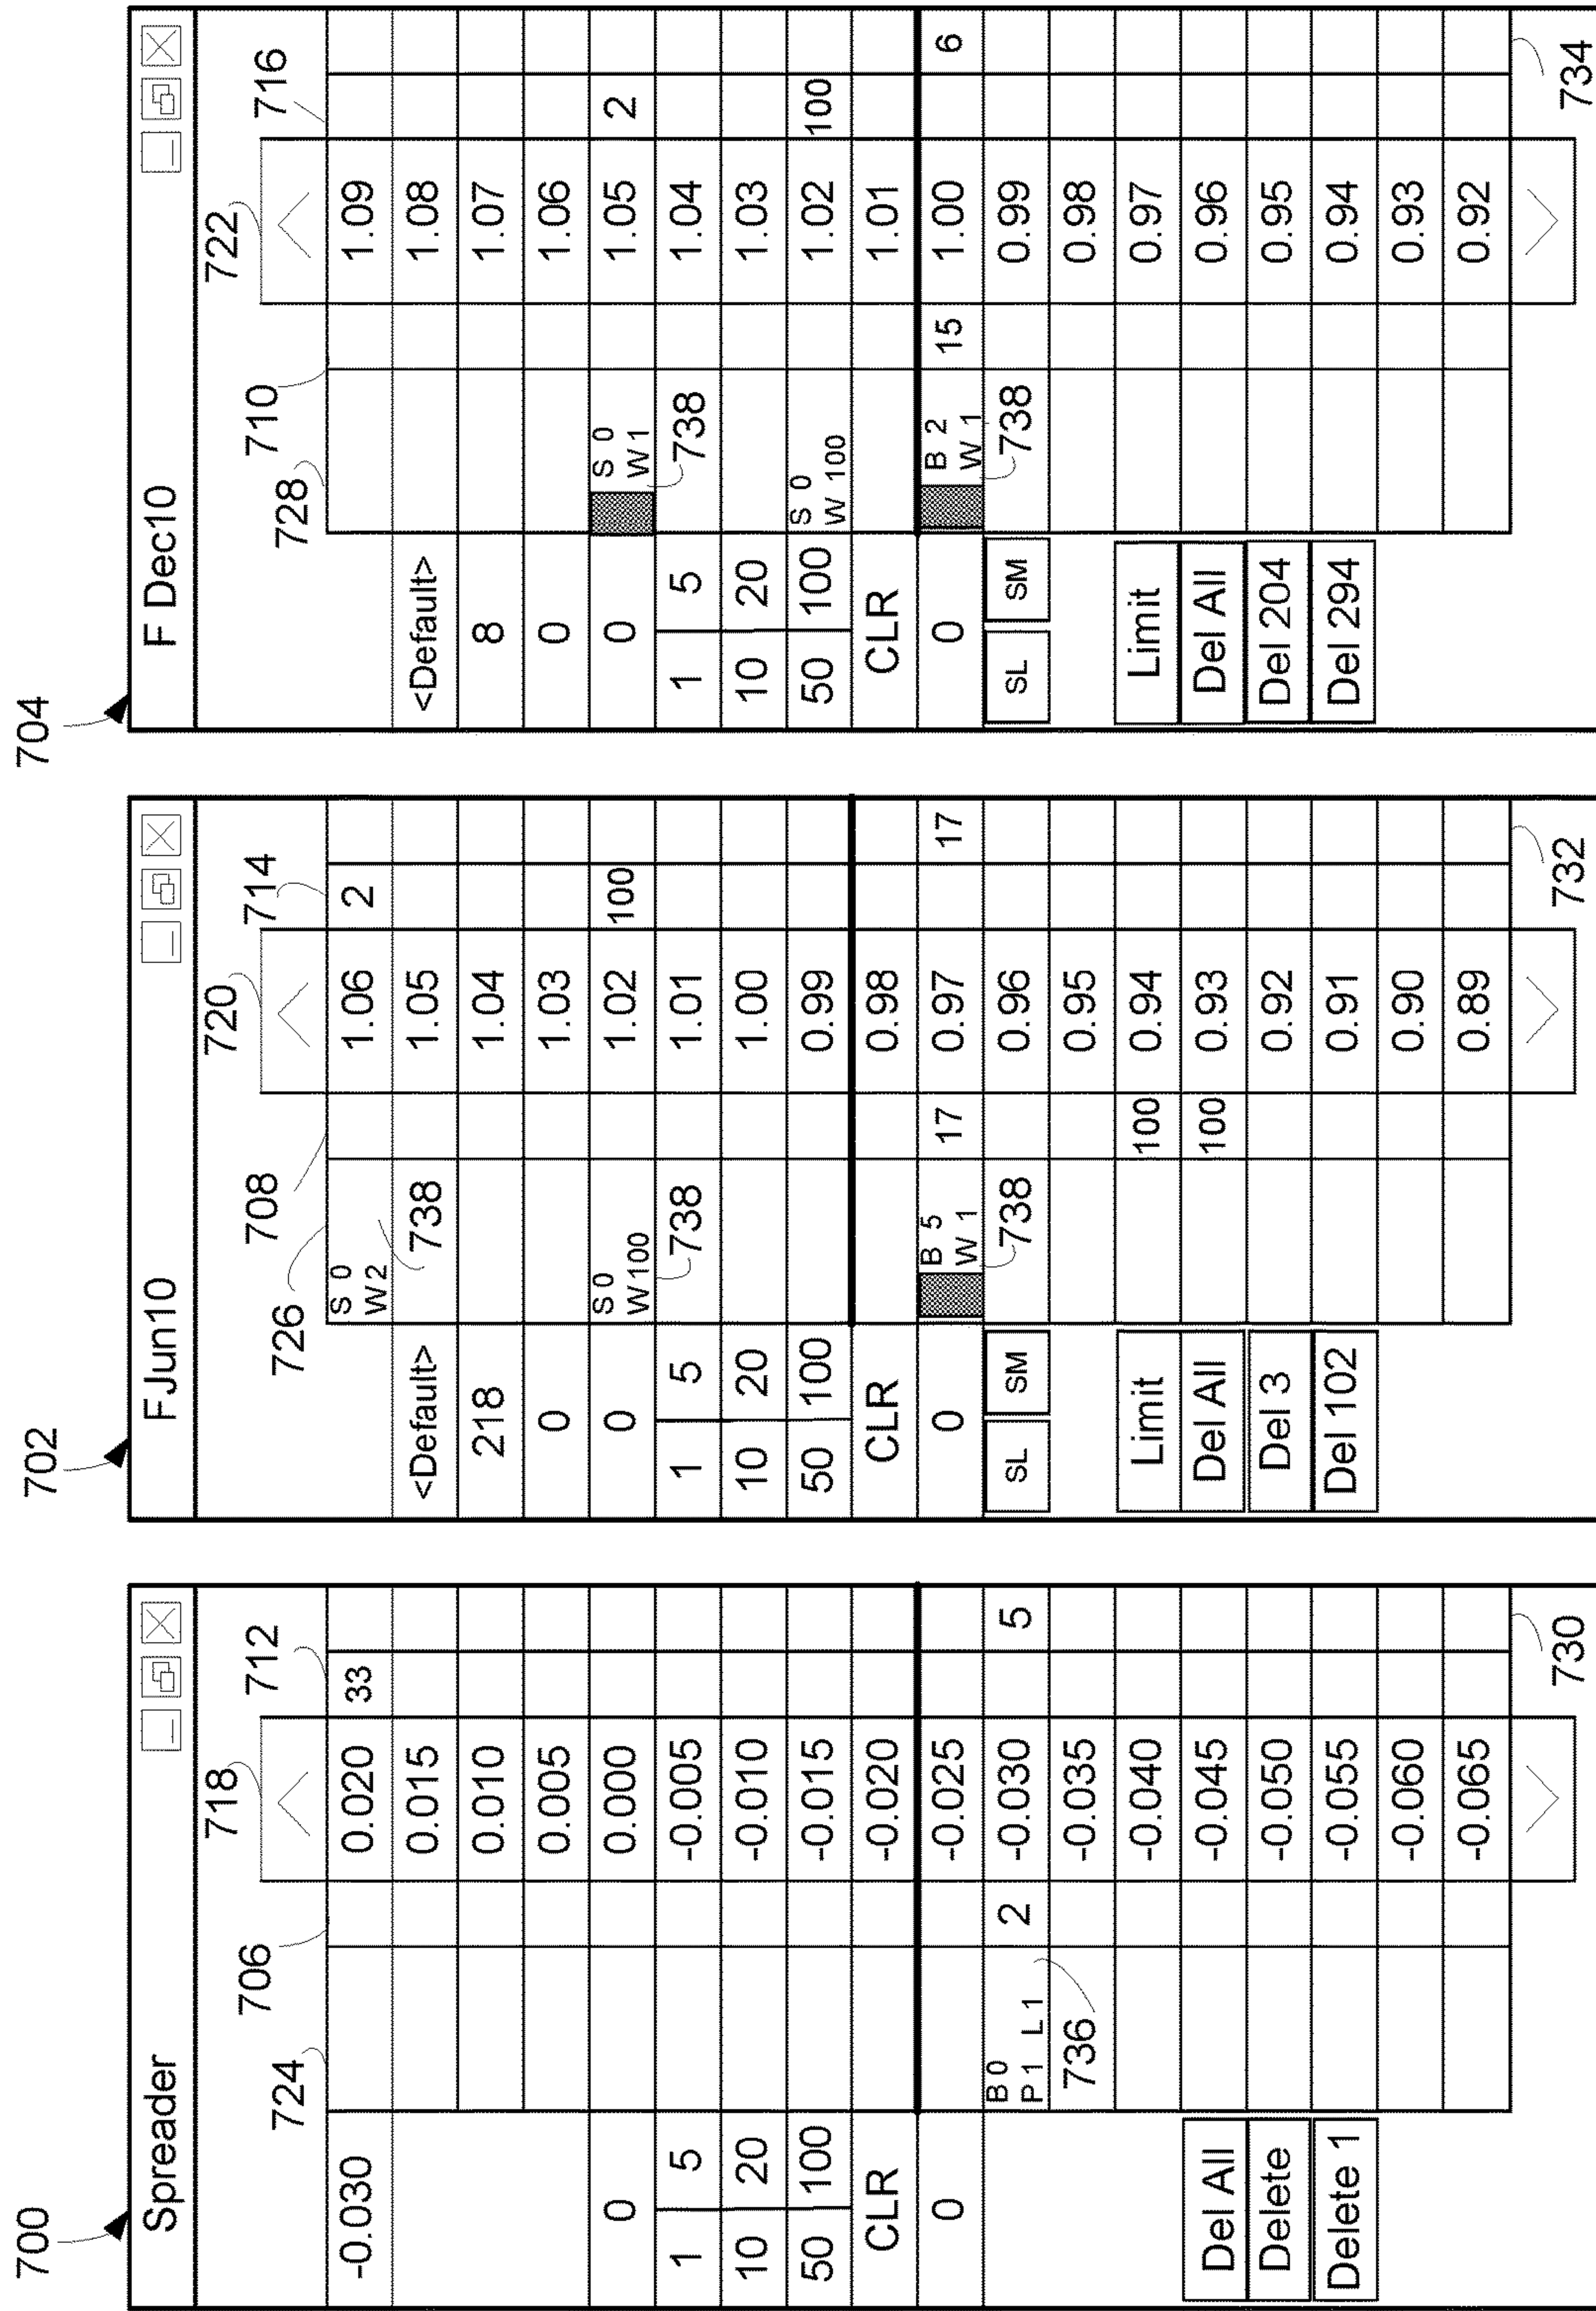 700
Spreader
718
712
706
724
-0.030 0.020 33
0.015
0.010
0.005
0 0.000
1 5 -0.005
10 20 -0.010
50 100 -0.015
CLR -0.020
0 -0.025
B 0
P 1 L 1 2 -0.030 5
736 -0.035
-0.040
Del All -0.045
Delete -0.050
Delete 1 -0.055
-0.060
-0.065
730
702
FJun10
720
714
708
726
S 0
W 2 1.06 2
<Default> 738 1.05
218 1.04
0 1.03
S 0
0 W 100 1.02 100
1 5 738 1.01
10 20 1.00
50 100 0.99
CLR 0.98
B 5
0 W 1 17 0.97 17
SL SM 738 0.96
0.95
Limit 100 0.94
Del All 100 0.93
Del 3 0.92
Del 102 0.91
0.90
0.89
732
704
F Dec10
722
716
710
728
1.09
<Default> 1.08
8 1.07
0 1.06
S 0
0 W 1 1.05 2
1 5 738 1.04
10 20 1.03
S 0
50 100 W 100 1.02 100
CLR 1.01
B 2
0 W 1 15 1.00 6
SL SM 738 0.99
0.98
Limit 0.97
Del All 0.96
Del 204 0.95
Del 294 0.94
0.93
0.92
734